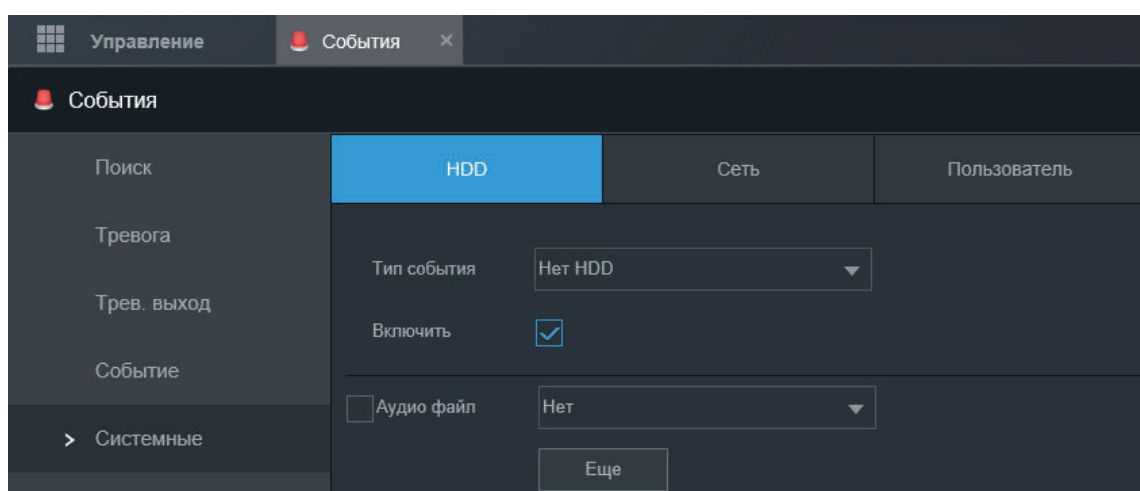 Управление События ×
События
Поиск
HDD Сеть Пользователь
Тревога
Тип события Нет HDD
Трев. выход
Включить
Событие
Аудио файл Нет
> Системные
Еще